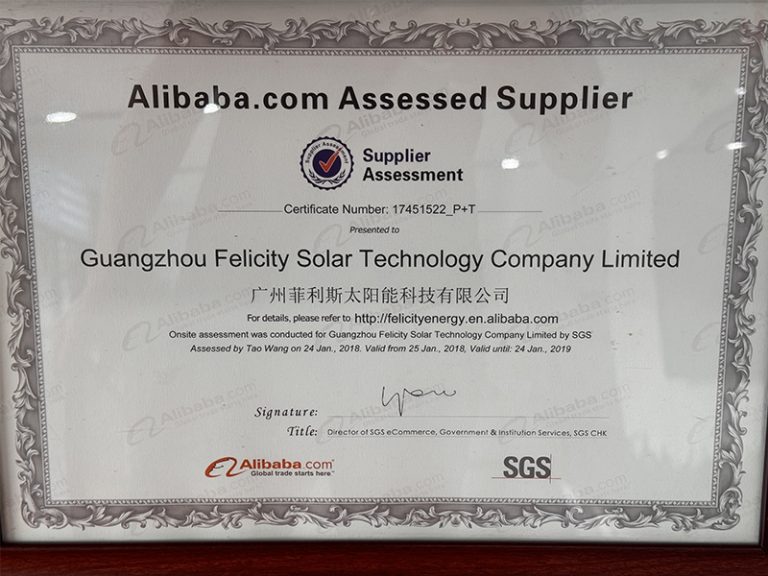 Alibaba.com Assessed Supplier
Supplier Assessment
Supplier
Assessment
Certificate Number: 17451522_P+T
Presented to
Guangzhou Felicity Solar Technology Company Limited
广州菲利斯太阳能科技有限公司
For details, please refer to http://felicityenergy.en.alibaba.com
Onsite assessment was conducted for Guangzhou Felicity Solar Technology Company Limited by SGS
Assessed by Tao Wang on 24 Jan., 2018. Valid from 25 Jan., 2018, Valid until: 24 Jan., 2019
Signature:
Title: Director of SGS eCommerce, Government & Institution Services, SGS CHK
Alibaba.com®
Global trade starts here.™
SGS